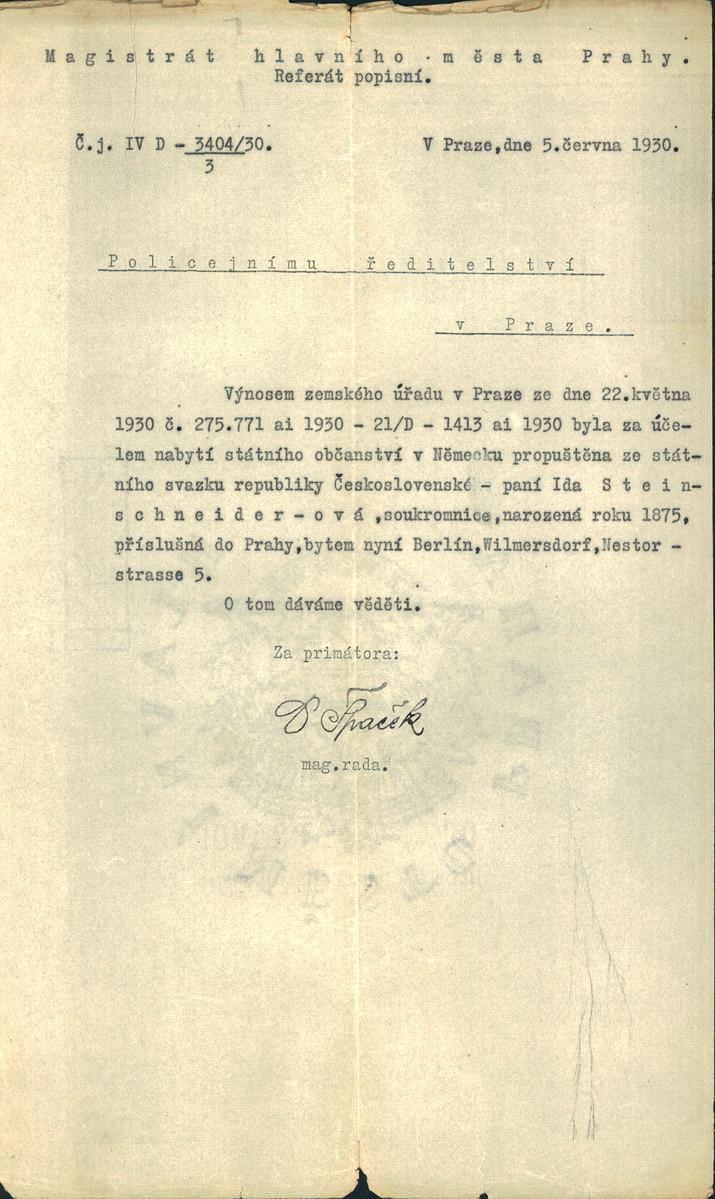 Magistrát hlavního města Prahy.
Referát popisní.
Č.j. IV D - 3404/30.
3
V Praze,dne 5.června 1930.
Policejnímu ředitelství
v Praze.
Výnosem zemského úřadu v Praze ze dne 22.května
1930 č. 275.771 ai 1930 - 21/D - 1413 ai 1930 byla za úče-
lem nabytí státního občanství v Německu propuštěna ze stát-
ního svazku republiky Československé - paní Ida Stein-
schneider-ová,soukromnice,narozená roku 1875,
příslušná do Prahy,bytem nyní Berlín,Wilmersdorf,Nestor -
strasse 5.
O tom dáváme věděti.
Za primátora:
D Špaček
mag.rada.